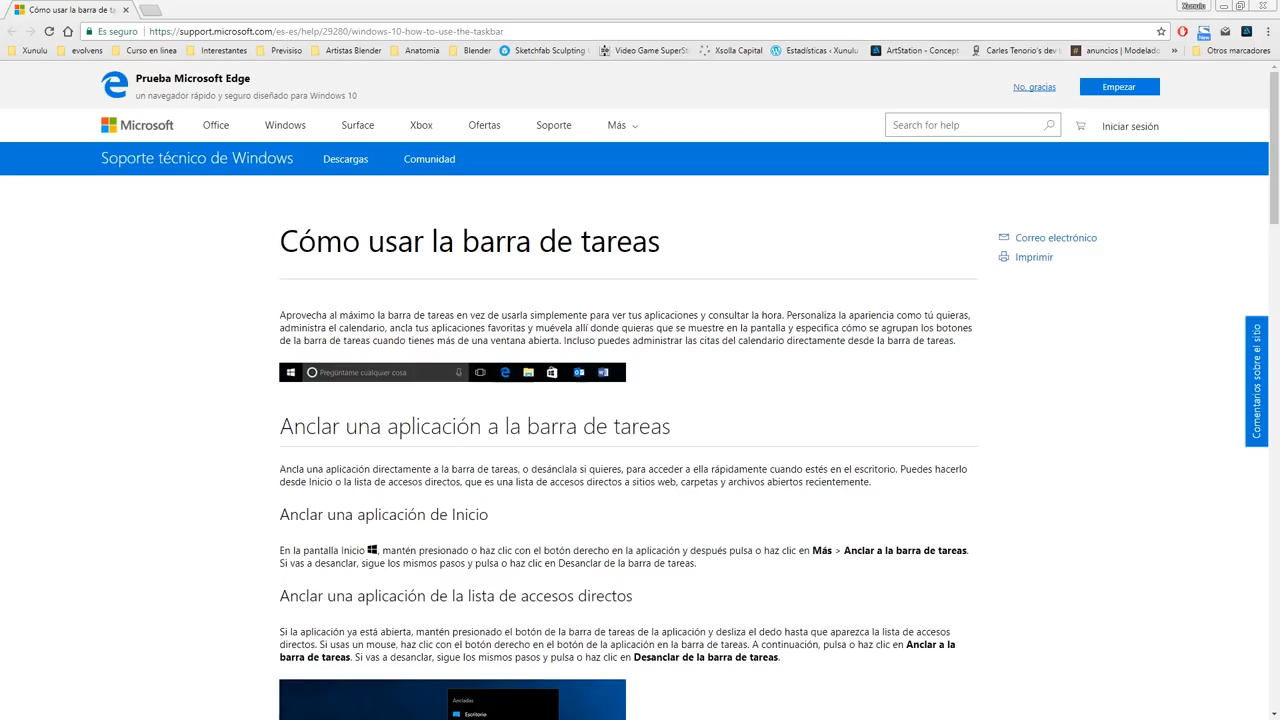 Cómo usar la barra de ta
Xunulu
Es seguro
https://support.microsoft.com/es-es/help/29280/windows-10-how-to-use-the-taskbar
Xunulu evolvens Curso en linea Interestantes Previsiso Artistas Blender Anatomia Blender Sketchfab Sculpting Video Game SuperSt Xsolla Capital Estadísticas ‹ Xunulu ArtStation - Concept Carles Tenorio's dev anuncios | Modelado » Otros marcadores
Prueba Microsoft Edge
un navegador rápido y seguro diseñado para Windows 10
No, gracias
Empezar
Microsoft Office Windows Surface Xbox Ofertas Soporte Más
Search for help
Iniciar sesión
Soporte técnico de Windows Descargas Comunidad
Cómo usar la barra de tareas
Correo electrónico
Imprimir
Aprovecha al máximo la barra de tareas en vez de usarla simplemente para ver tus aplicaciones y consultar la hora. Personaliza la apariencia como tú quieras,
administra el calendario, ancla tus aplicaciones favoritas y muévela allí donde quieras que se muestre en la pantalla y especifica cómo se agrupan los botones
de la barra de tareas cuando tienes más de una ventana abierta. Incluso puedes administrar las citas del calendario directamente desde la barra de tareas.
Pregúntame cualquier cosa
Comentarios sobre el sitio
Anclar una aplicación a la barra de tareas
Ancla una aplicación directamente a la barra de tareas, o desánclala si quieres, para acceder a ella rápidamente cuando estés en el escritorio. Puedes hacerlo
desde Inicio o la lista de accesos directos, que es una lista de accesos directos a sitios web, carpetas y archivos abiertos recientemente.
Anclar una aplicación de Inicio
En la pantalla Inicio , mantén presionado o haz clic con el botón derecho en la aplicación y después pulsa o haz clic en Más > Anclar a la barra de tareas.
Si vas a desanclar, sigue los mismos pasos y pulsa o haz clic en Desanclar de la barra de tareas.
Anclar una aplicación de la lista de accesos directos
Si la aplicación ya está abierta, mantén presionado el botón de la barra de tareas de la aplicación y desliza el dedo hasta que aparezca la lista de accesos
directos. Si usas un mouse, haz clic con el botón derecho en el botón de la aplicación en la barra de tareas. A continuación, pulsa o haz clic en Anclar a la
barra de tareas. Si vas a desanclar, sigue los mismos pasos y pulsa o haz clic en Desanclar de la barra de tareas.
Ancladas
Escritorio